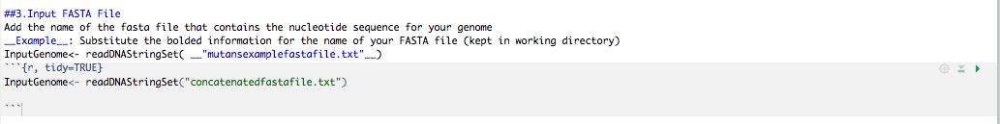 ##3.Input FASTA File
Add the name of the fasta file that contains the nucleotide sequence for your genome
__Example__: Substitute the bolded information for the name of your FASTA file (kept in working directory)
InputGenome<- readDNAStringSet( __"mutansexamplefastafile.txt"__)
```{r, tidy=TRUE}
InputGenome<- readDNAStringSet("concatenatedfastafile.txt")
```